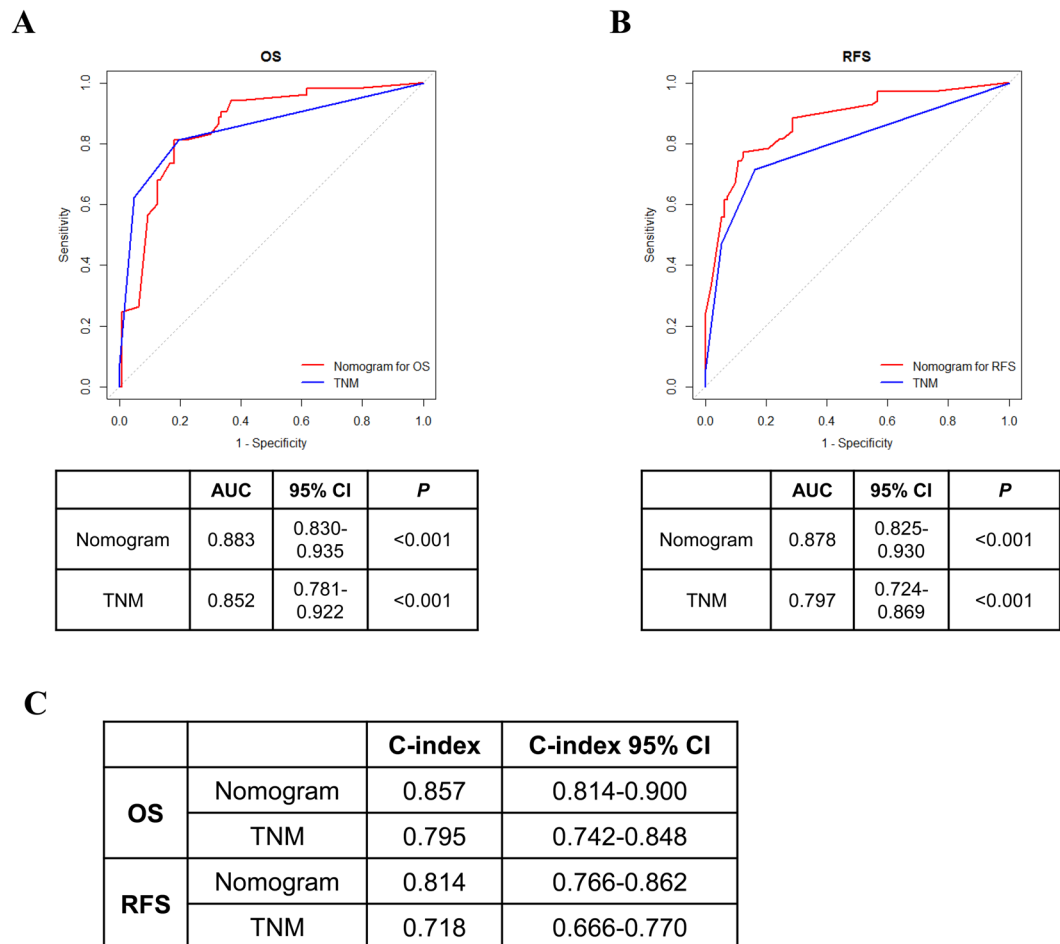 A
B
OS
Sensitivity
0.0 0.2 0.4 0.6 0.8 1.0
Nomogram for OS
TNM
0.0 0.2 0.4 0.6 0.8 1.0
1 - Specificity
RFS
Sensitivity
0.0 0.2 0.4 0.6 0.8 1.0
Nomogram for RFS
TNM
0.0 0.2 0.4 0.6 0.8 1.0
1 - Specificity
AUC 95% CI P
Nomogram 0.883 0.830-
0.935 <0.001
TNM 0.852 0.781-
0.922 <0.001
AUC 95% CI P
Nomogram 0.878 0.825-
0.930 <0.001
TNM 0.797 0.724-
0.869 <0.001
C
C-index C-index 95% CI
OS
Nomogram 0.857 0.814-0.900
TNM 0.795 0.742-0.848
RFS
Nomogram 0.814 0.766-0.862
TNM 0.718 0.666-0.770